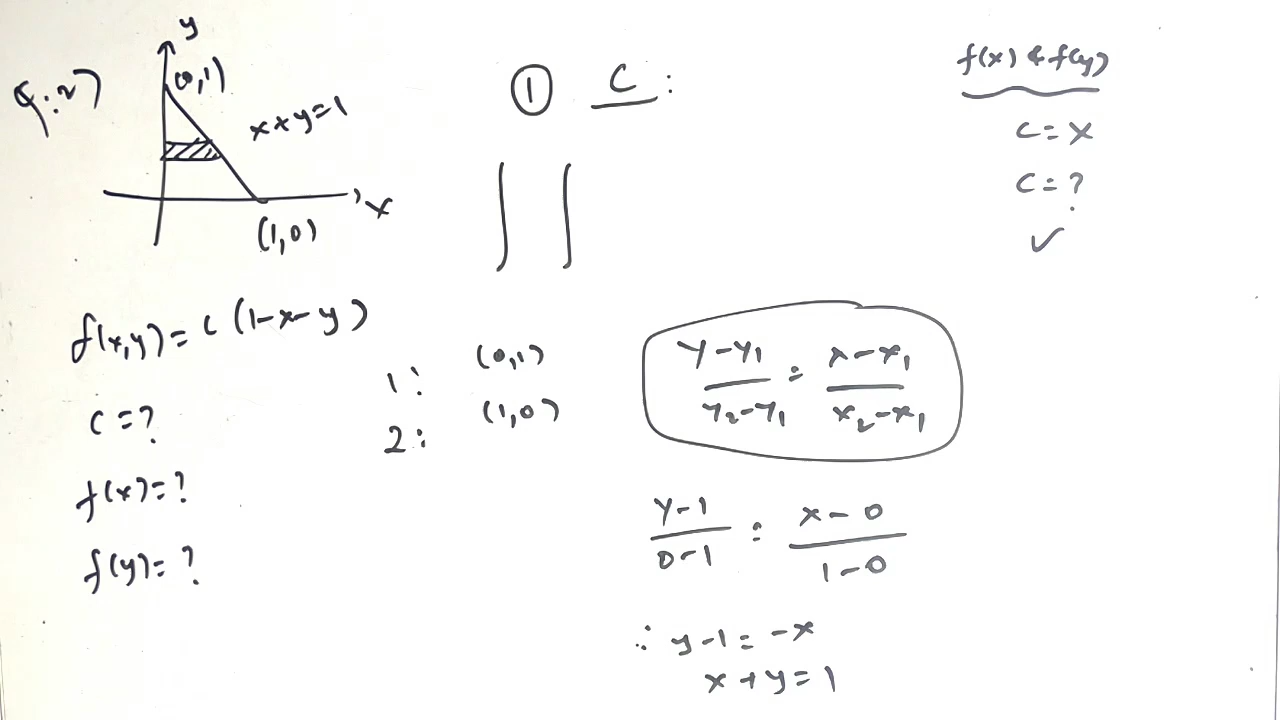 Q:2)
y
(0,1)
x+y=1
x
(1,0)
f(x,y)= c (1-x-y)
c=?
f(x)=?
f(y)=?
① C:
∫ ∫
1: (0,1)
2: (1,0)
y-y₁/y₂-y₁ = x-x₁/x₂-x₁
y-1/0-1 = x-0/1-0
∴ y-1=-x
x+y=1
f(x) & f(y)
c=x
c=?
✓